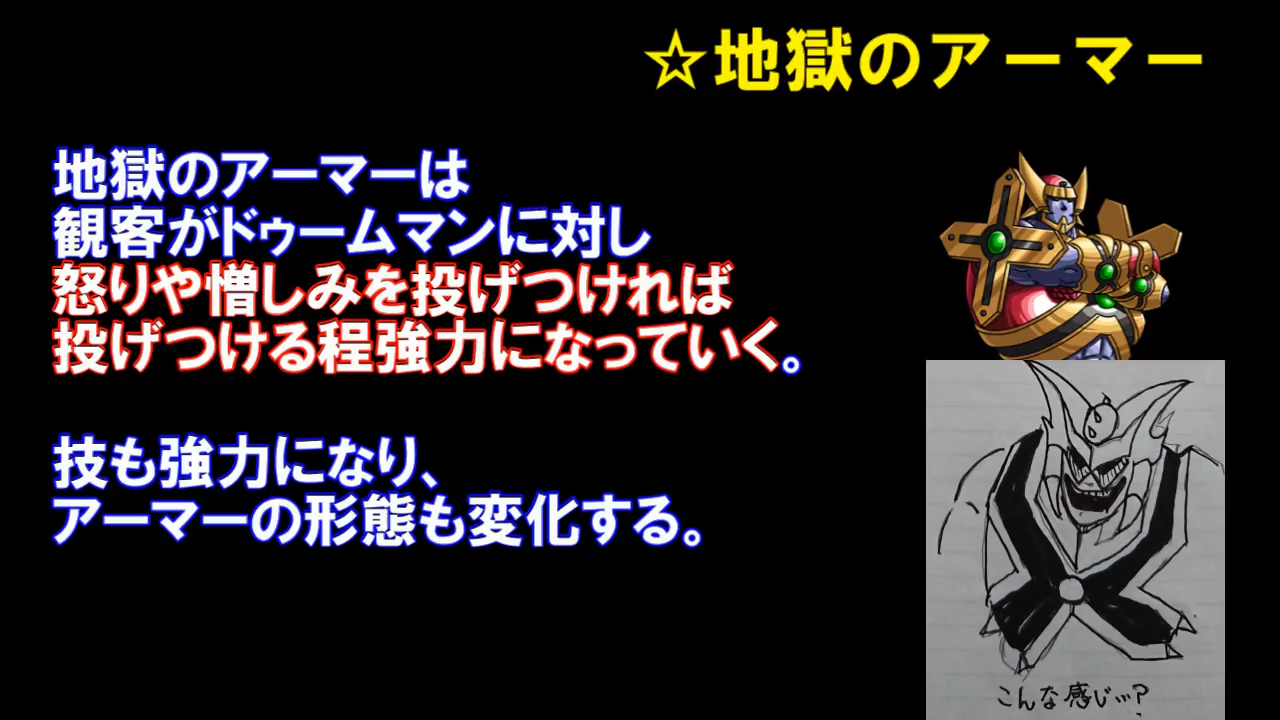 ☆地獄のアーマー
地獄のアーマーは
観客がドゥームマンに対し
怒りや憎しみを投げつければ
投げつける程強力になっていく。
技も強力になり、
アーマーの形態も変化する。
こんな感じ…?